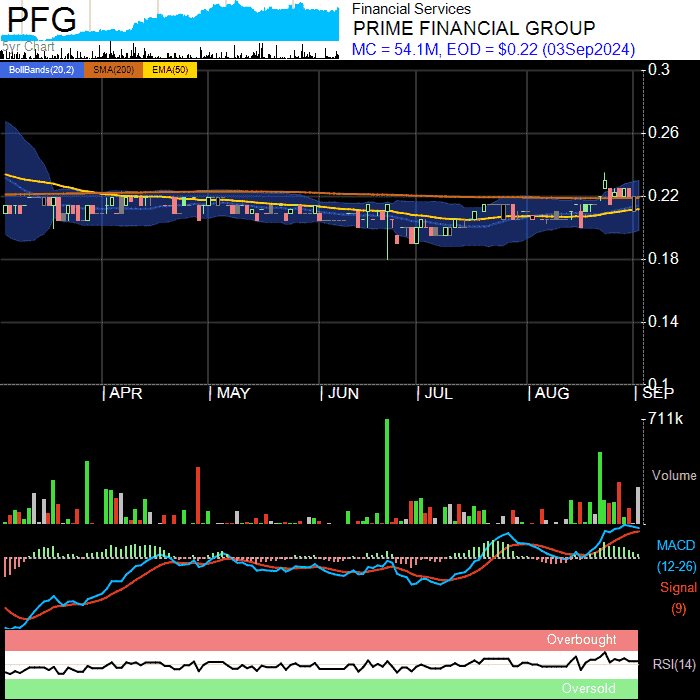 PFG
5yr Chart
Financial Services
PRIME FINANCIAL GROUP
MC = 54.1M, EOD = $0.22 (03Sep2024)
BollBands(20,2) SMA(200) EMA(50)
0.3
0.26
0.22
0.18
0.14
0.1
APR MAY JUN JUL AUG SEP
711k
Volume
MACD
(12-26)
Signal
(9)
Overbought
RSI(14)
Oversold